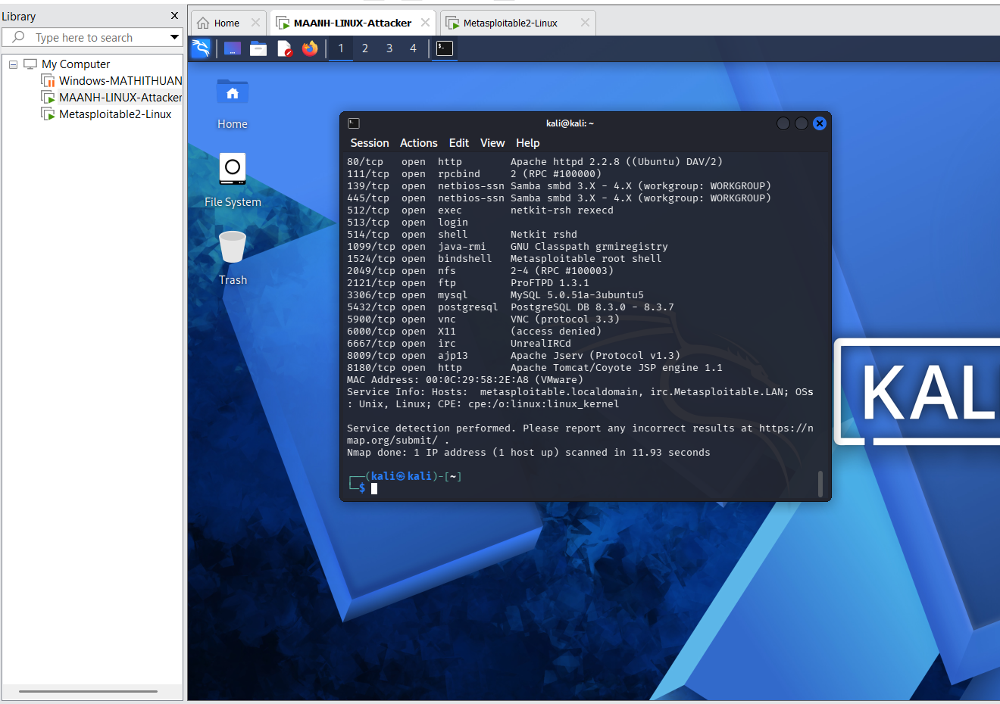 Library
Type here to search
My Computer
Windows-MATHITHUAN
MAANH-LINUX-Attacker
Metasploitable2-Linux
Home
MAANH-LINUX-Attacker
Metasploitable2-Linux
1 2 3 4
Home
File System
Trash
kali@kali: ~
Session Actions Edit View Help
80/tcp   open  http        Apache httpd 2.2.8 ((Ubuntu) DAV/2)
111/tcp  open  rpcbind     2 (RPC #100000)
139/tcp  open  netbios-ssn Samba smbd 3.X - 4.X (workgroup: WORKGROUP)
445/tcp  open  netbios-ssn Samba smbd 3.X - 4.X (workgroup: WORKGROUP)
512/tcp  open  exec        netkit-rsh rexecd
513/tcp  open  login
514/tcp  open  shell       Netkit rshd
1099/tcp open  java-rmi    GNU Classpath grmiregistry
1524/tcp open  bindshell   Metasploitable root shell
2049/tcp open  nfs         2-4 (RPC #100003)
2121/tcp open  ftp         ProFTPD 1.3.1
3306/tcp open  mysql       MySQL 5.0.51a-3ubuntu5
5432/tcp open  postgresql  PostgreSQL DB 8.3.0 - 8.3.7
5900/tcp open  vnc         VNC (protocol 3.3)
6000/tcp open  X11         (access denied)
6667/tcp open  irc         UnrealIRCd
8009/tcp open  ajp13       Apache Jserv (Protocol v1.3)
8180/tcp open  http        Apache Tomcat/Coyote JSP engine 1.1
MAC Address: 00:0C:29:58:2E:A8 (VMware)
Service Info: Hosts:  metasploitable.localdomain, irc.Metasploitable.LAN; OSs
: Unix, Linux; CPE: cpe:/o:linux:linux_kernel
Service detection performed. Please report any incorrect results at https://n
map.org/submit/ .
Nmap done: 1 IP address (1 host up) scanned in 11.93 seconds
┌──(kali㉿kali)-[~]
└─$
KALI